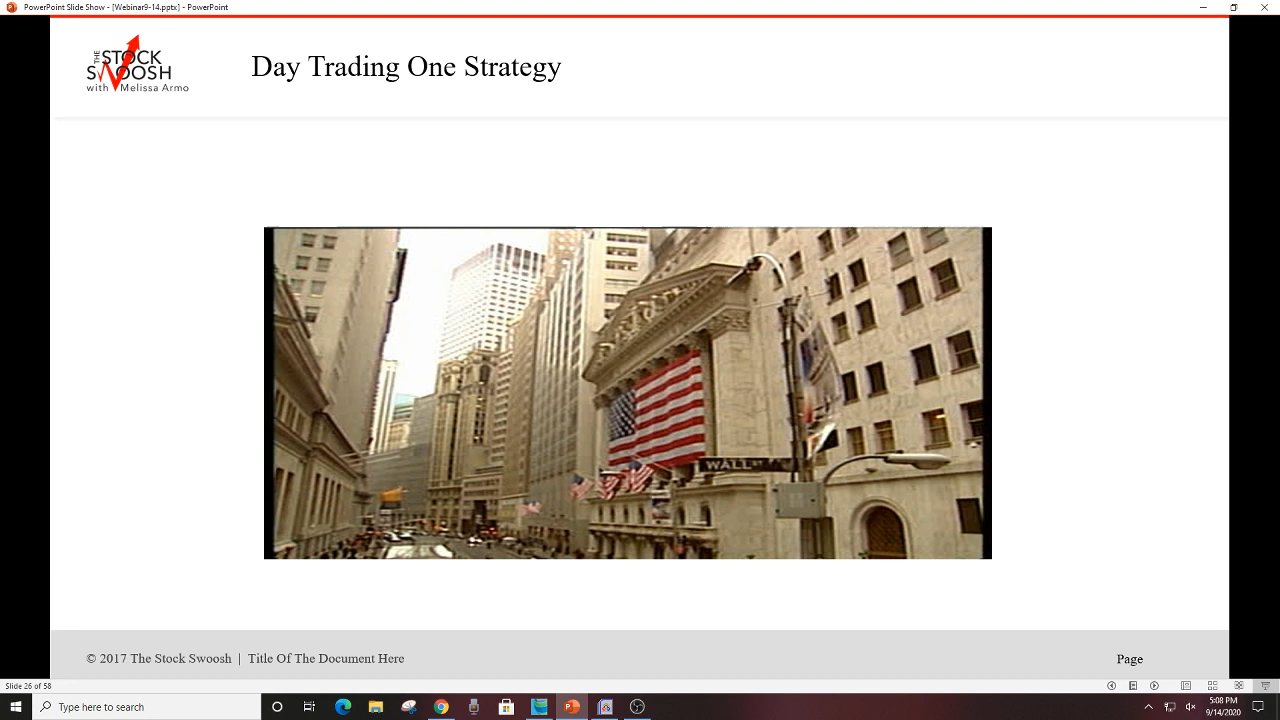 PowerPoint Slide Show - [Webinar9-14.pptx] - PowerPoint
THE STOCK SWOOSH
with Melissa Armo
Day Trading One Strategy
WALL ST
© 2017 The Stock Swoosh | Title Of The Document Here
Page
Slide 26 of 58
Type here to search
5:08 PM
9/14/2020